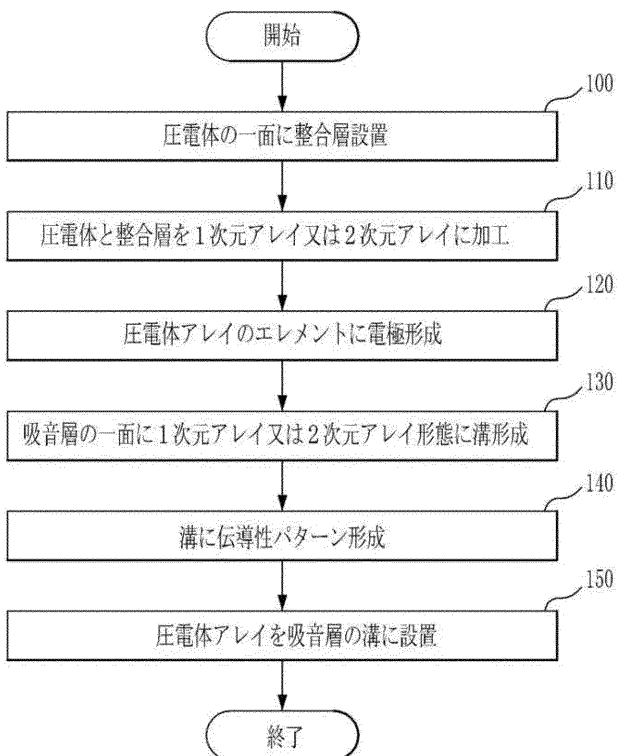 開始
100
圧電体の一面に整合層設置
110
圧電体と整合層を1次元アレイ又は2次元アレイに加工
120
圧電体アレイのエレメントに電極形成
130
吸音層の一面に1次元アレイ又は2次元アレイ形態に溝形成
140
溝に伝導性パターン形成
150
圧電体アレイを吸音層の溝に設置
終了